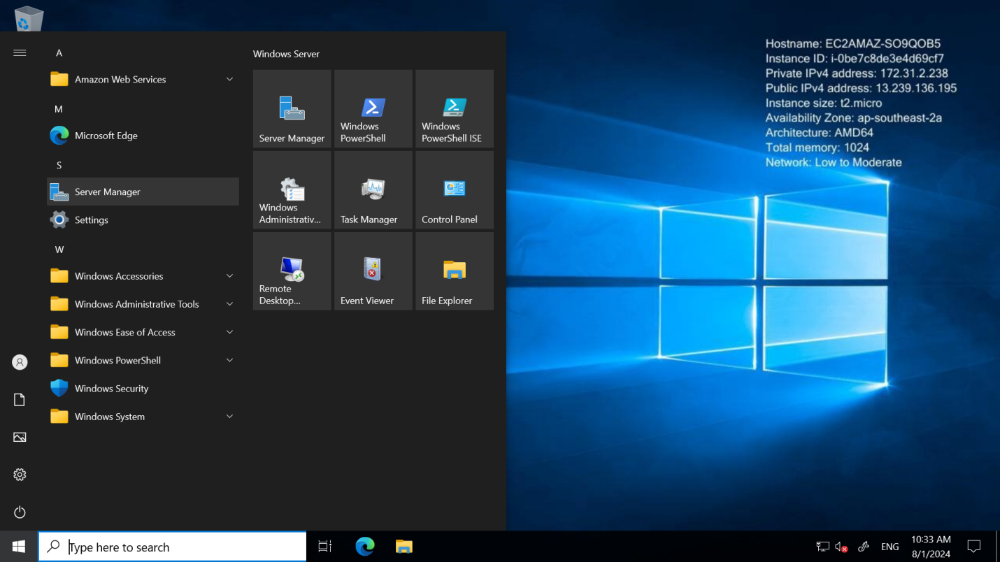 Hostname: EC2AMAZ-SO9QOB5
Instance ID: i-0be7c8de3e4d69cf7
Private IPv4 address: 172.31.2.238
Public IPv4 address: 13.239.136.195
Instance size: t2.micro
Availability Zone: ap-southeast-2a
Architecture: AMD64
Total memory: 1024
Network: Low to Moderate
A
Amazon Web Services
M
Microsoft Edge
S
Server Manager
Settings
W
Windows Accessories
Windows Administrative Tools
Windows Ease of Access
Windows PowerShell
Windows Security
Windows System
Windows Server
Server Manager
Windows
PowerShell
Windows
PowerShell ISE
Windows
Administrativ...
Task Manager
Control Panel
Remote
Desktop...
Event Viewer
File Explorer
Type here to search
ENG
10:33 AM
8/1/2024